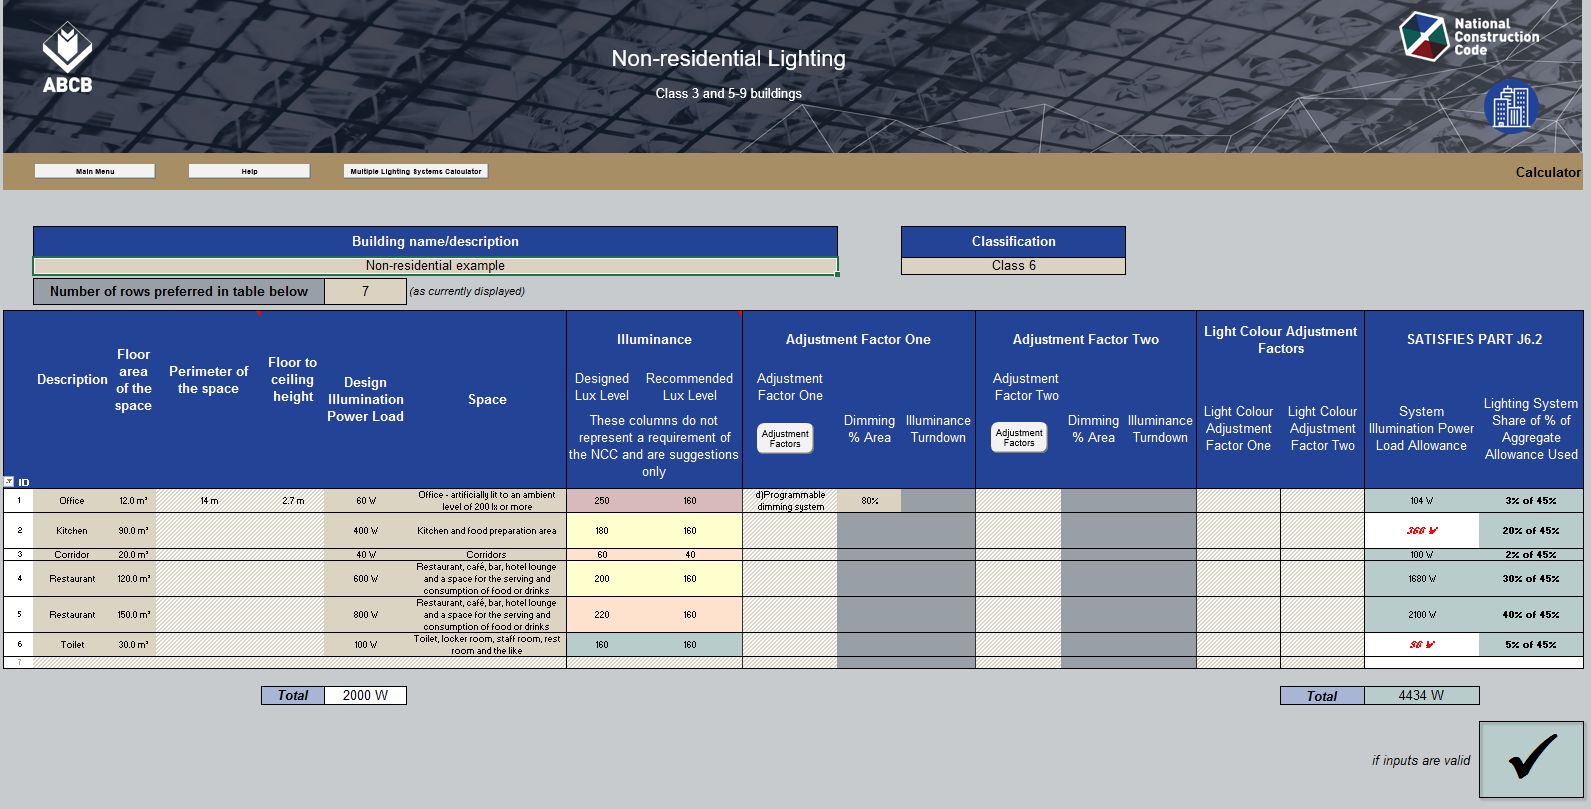 ABCB
Non-residential Lighting
Class 3 and 5-9 buildings
National
Construction
Code
Main Menu
Help
Multiple Lighting Systems Calculator
Calculator
Building name/description
Classification
Non-residential example
Class 6
Number of rows preferred in table below
7
(as currently displayed)
ID
Description
Floor area of the space
Perimeter of the space
Floor to ceiling height
Design Illumination Power Load
Space
Illuminance
Designed Lux Level
Recommended Lux Level
These columns do not
represent a requirement of
the NCC and are suggestions
only
Adjustment Factor One
Adjustment Factor One
Adjustment Factors
Dimming % Area
Illuminance Turndown
Adjustment Factor Two
Adjustment Factor Two
Adjustment Factors
Dimming % Area
Illuminance Turndown
Light Colour Adjustment Factors
Light Colour Adjustment Factor One
Light Colour Adjustment Factor Two
SATISFIES PART J6.2
System Illumination Power Load Allowance
Lighting System Share of % of Aggregate Allowance Used
1 Office 12.0 m² 14 m 2.7 m 60 W Office - artificially lit to an ambient level of 200 lx or more 250 160 d)Programmable dimming system 80% 104 W 3% of 45%
2 Kitchen 90.0 m² 400 W Kitchen and food preparation area 180 160 366 W 20% of 45%
3 Corridor 20.0 m² 40 W Corridors 60 40 100 W 2% of 45%
4 Restaurant 120.0 m² 600 W Restaurant, café, bar, hotel lounge and a space for the serving and consumption of food or drinks 200 160 1680 W 30% of 45%
5 Restaurant 150.0 m² 800 W Restaurant, café, bar, hotel lounge and a space for the serving and consumption of food or drinks 220 160 2100 W 40% of 45%
6 Toilet 30.0 m² 100 W Toilet, locker room, staff room, rest room and the like 160 160 5% of 45%
7
Total 2000 W
Total 4434 W
if inputs are valid